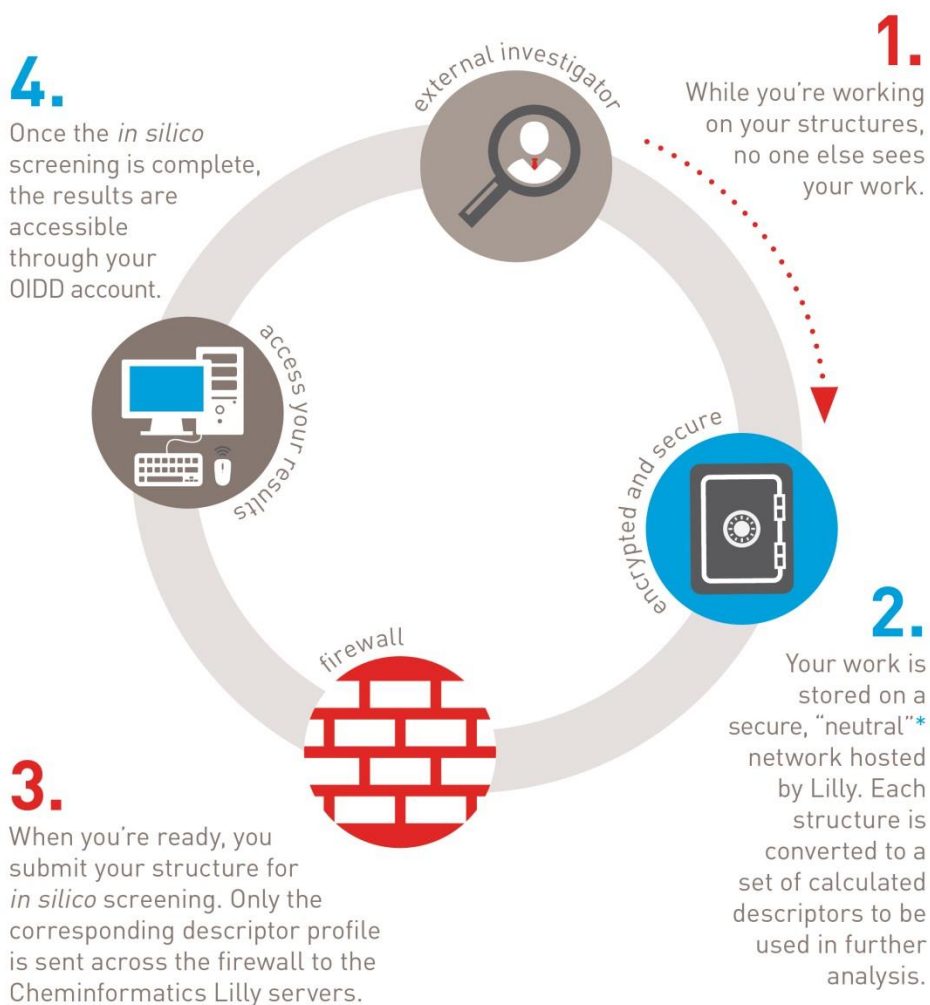 1.
While you're working
on your structures,
no one else sees
your work.
external investigator
4.
Once the in silico
screening is complete,
the results are
accessible
through your
OIDD account.
access your results
encrypted and secure
2.
Your work is
stored on a
secure, “neutral”*
network hosted
by Lilly. Each
structure is
converted to a
set of calculated
descriptors to be
used in further
analysis.
firewall
3.
When you're ready, you
submit your structure for
in silico screening. Only the
corresponding descriptor profile
is sent across the firewall to the
Cheminformatics Lilly servers.